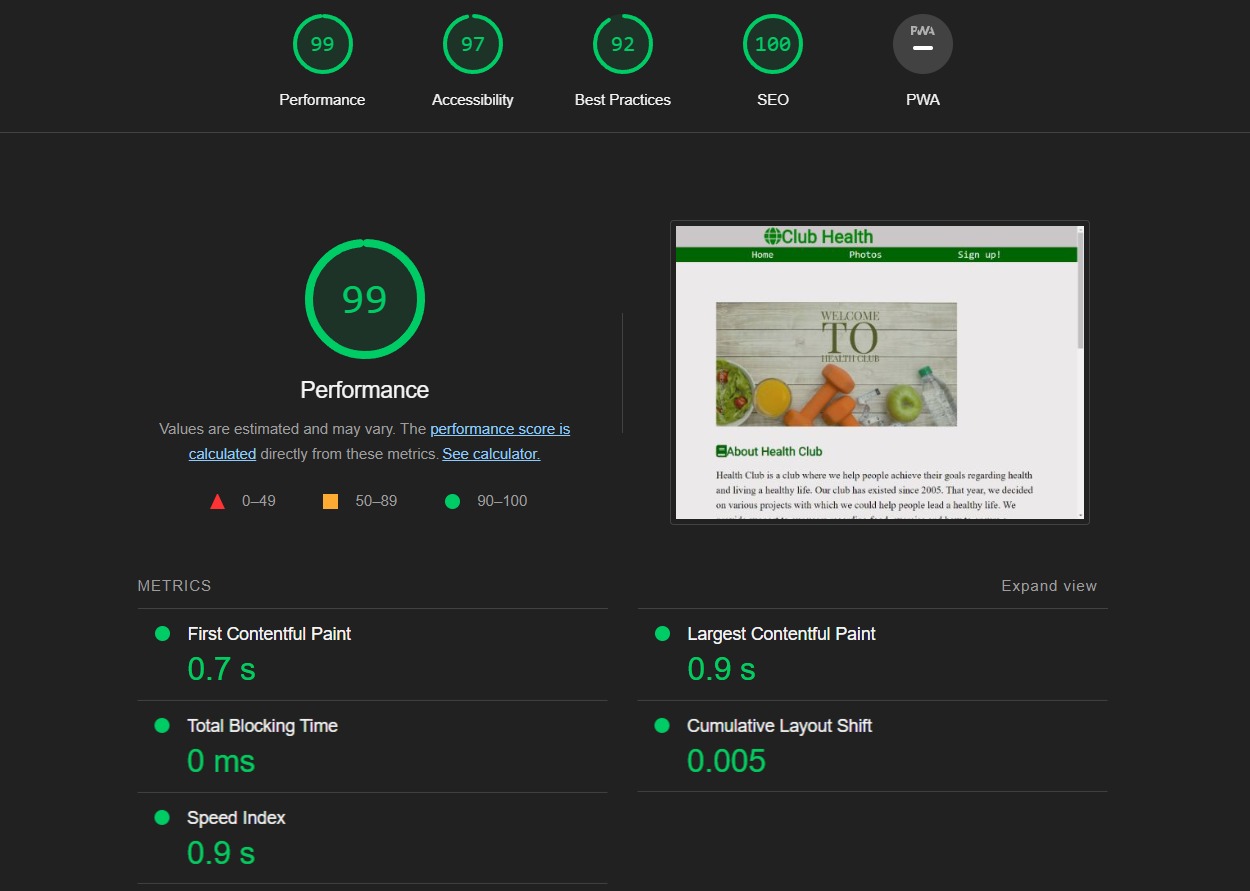 99
97
92
100
PWA
Performance
Accessibility
Best Practices
SEO
PWA
99
Performance
Values are estimated and may vary. The performance score is
calculated directly from these metrics. See calculator.
0–49
50–89
90–100
Club Health
Home
Photos
Sign up!
WELCOME
TO
HEALTH CLUB
About Health Club
Health Club is a club where we help people achieve their goals regarding health
and living a healthy life. Our club has existed since 2005. That year, we decided
on various projects with which we could help people lead a healthy life. We
METRICS
Expand view
First Contentful Paint
0.7 s
Largest Contentful Paint
0.9 s
Total Blocking Time
0 ms
Cumulative Layout Shift
0.005
Speed Index
0.9 s